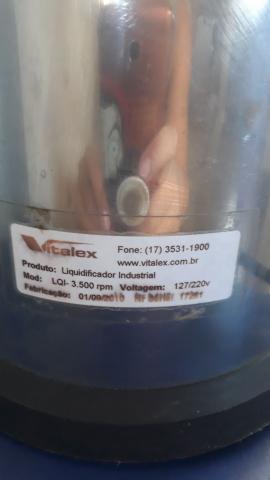 Vitalex
Fone: (17) 3531-1900
www.vitalex.com.br
Produto: Liquidificador Industrial
Mod: LQI- 3.500 rpm Voltagem: 127/220v
Fabricação: 01/09/2010